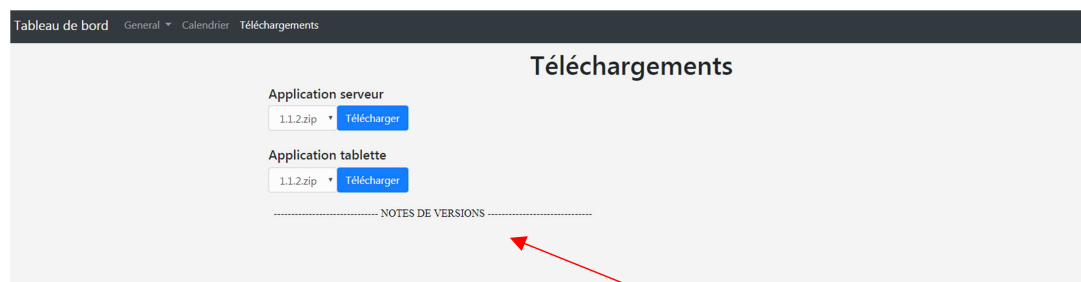 Tableau de bord General Calendrier Téléchargements
Téléchargements
Application serveur
1.1.2.zip Télécharger
Application tablette
1.1.2.zip Télécharger
------------------------------ NOTES DE VERSIONS ------------------------------